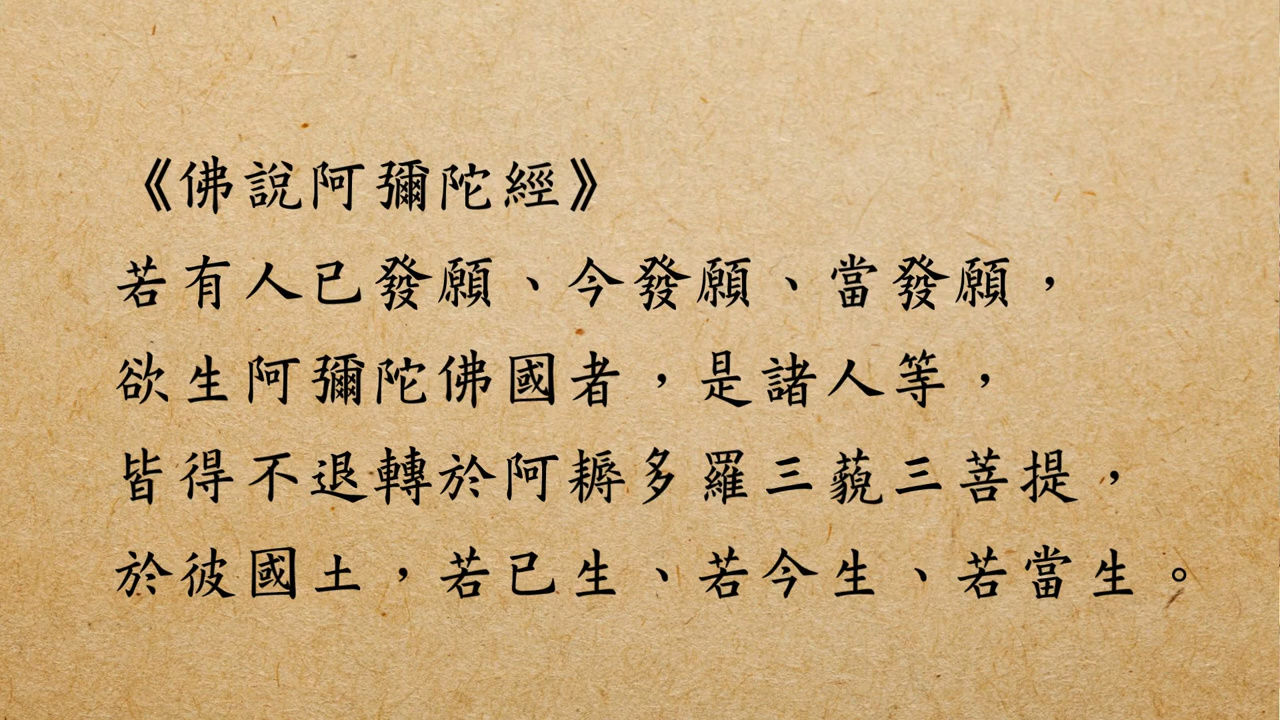 《佛說阿彌陀經》
若有人已發願、今發願、當發願，
欲生阿彌陀佛國者，是諸人等，
皆得不退轉於阿耨多羅三藐三菩提，
於彼國土，若已生、若今生、若當生。